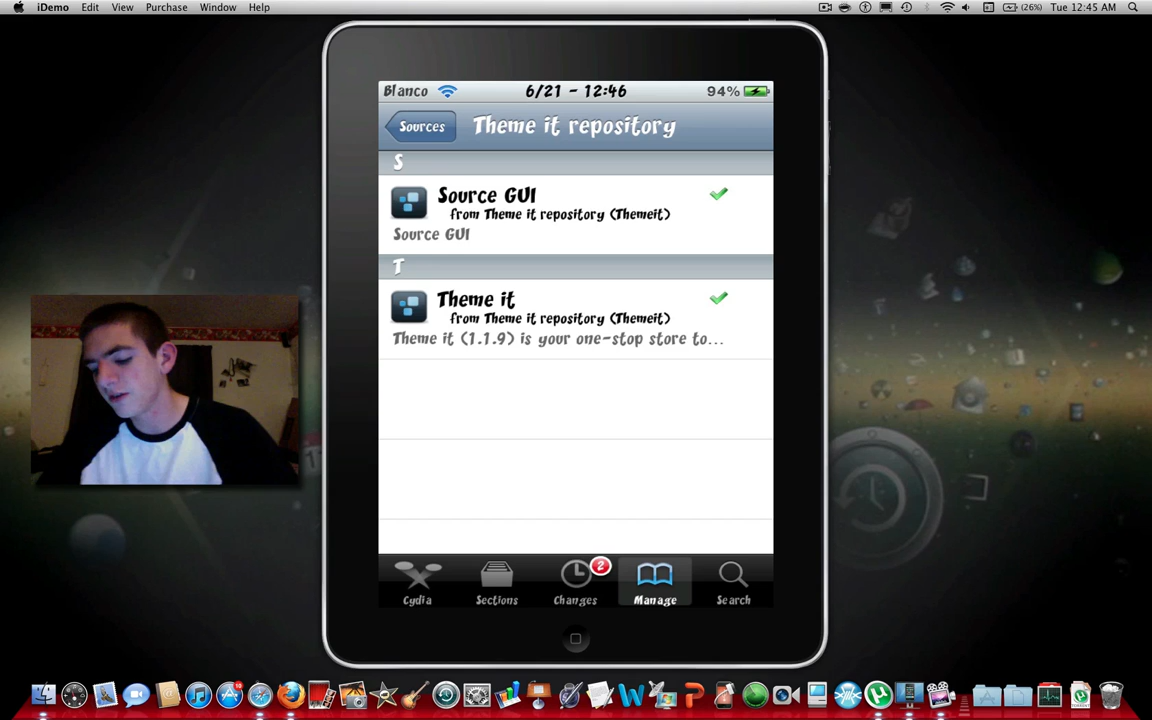 iDemo Edit View Purchase Window Help (26%) Tue 12:45 AM
Blanco 6/21 - 12:46 94%
Sources Theme it repository
S
Source GUI
from Theme it repository (Themeit)
Source GUI
T
Theme it
from Theme it repository (Themeit)
Theme it (1.1.9) is your one-stop store to...
2
Cydia Sections Changes Manage Search